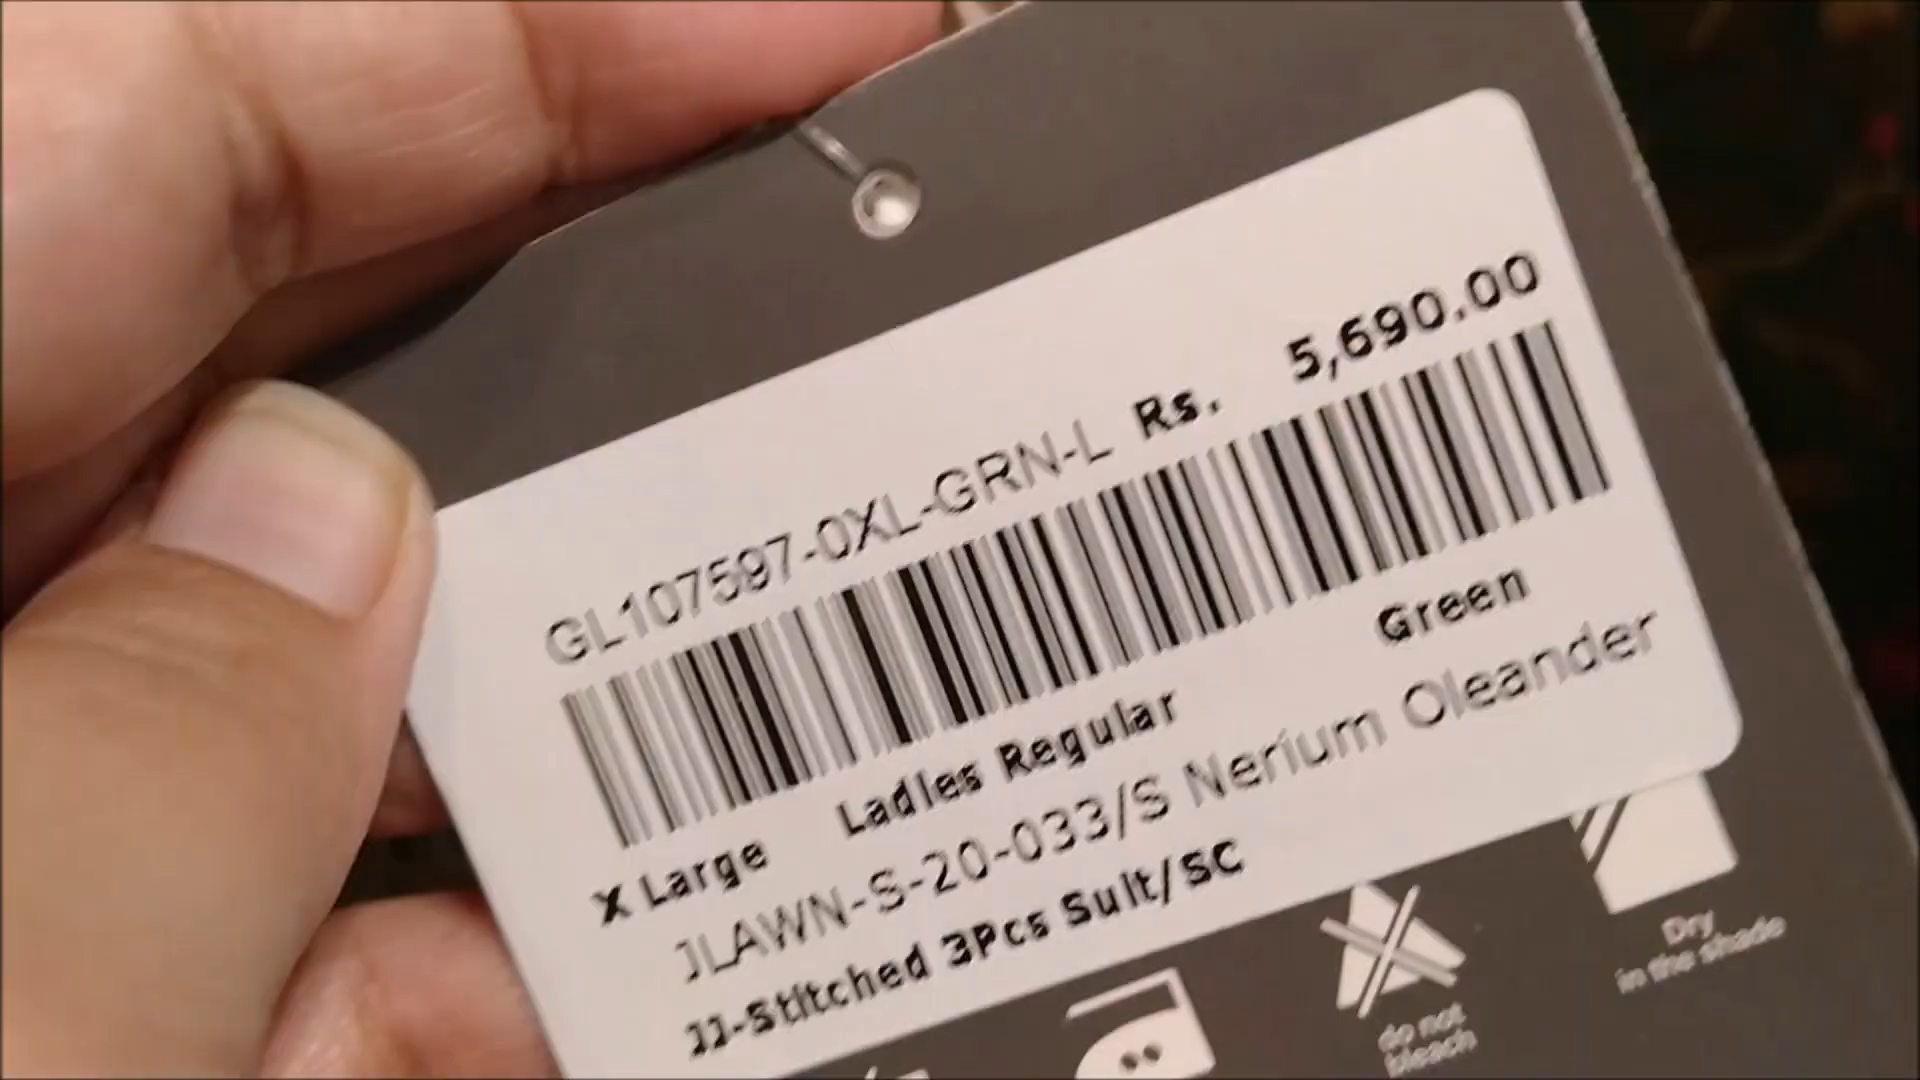 GL107597-0XL-GRN-L Rs. 5,690.00
Green
X Large Ladies Regular
JLAWN-S-20-033/S Nerium Oleander
JJ-Stitched 3Pcs Suit/SC
do not
bleach
Dry
in the shade